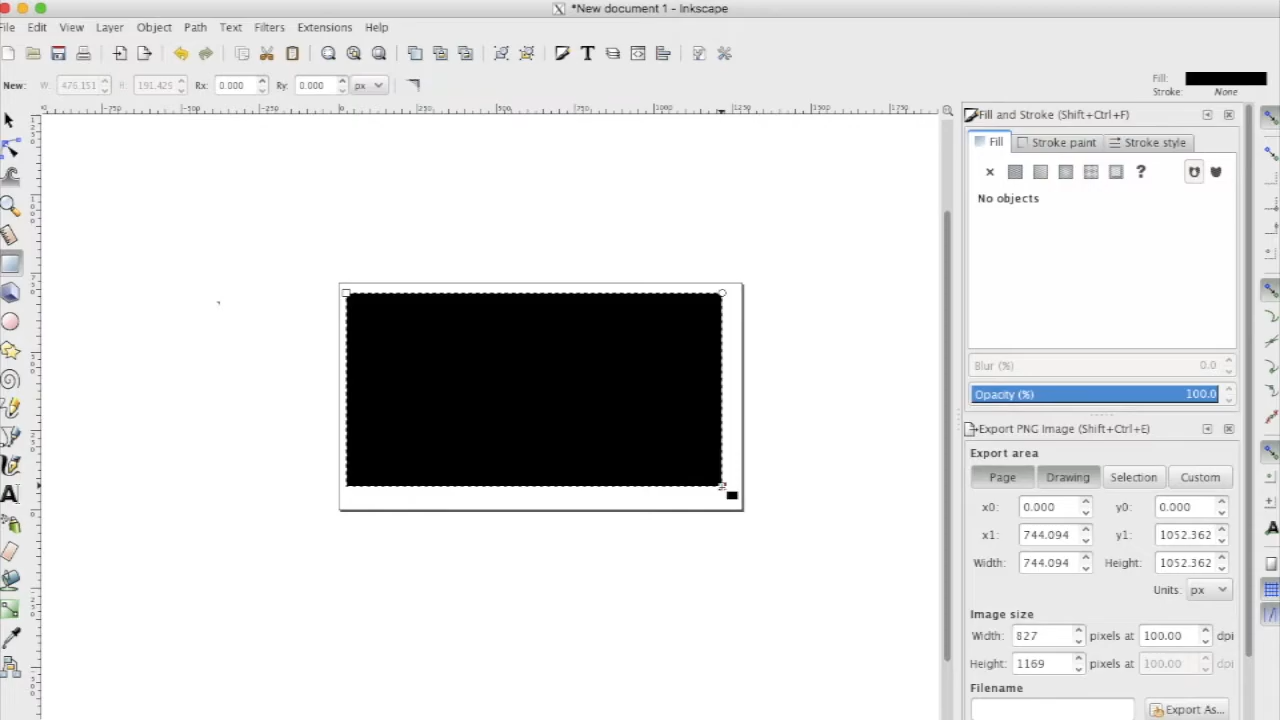 *New document 1 - Inkscape
File Edit View Layer Object Path Text Filters Extensions Help
New: W: 476.151 H: 191.425 Rx: 0.000 Ry: 0.000 px
Fill:
Stroke: None
Fill and Stroke (Shift+Ctrl+F)
Fill Stroke paint Stroke style
No objects
Blur (%) 0.0
Opacity (%) 100.0
Export PNG Image (Shift+Ctrl+E)
Export area
Page Drawing Selection Custom
x0: 0.000 y0: 0.000
x1: 744.094 y1: 1052.362
Width: 744.094 Height: 1052.362
Units: px
Image size
Width: 827 pixels at 100.00 dpi
Height: 1169 pixels at 100.00 dpi
Filename
Export As...